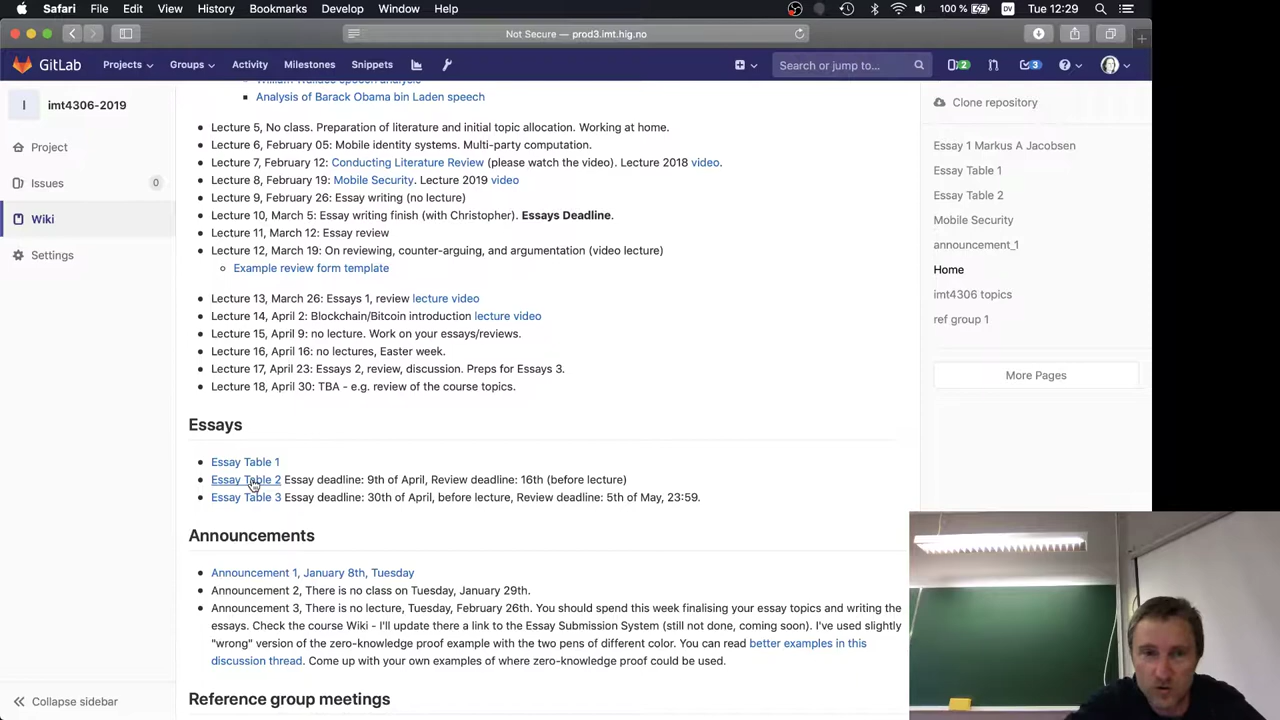 Safari File Edit View History Bookmarks Develop Window Help 100 % DV Tue 12:29
Not Secure — prod3.imt.hig.no
GitLab Projects Groups Activity Milestones Snippets Search or jump to... 2 3
I imt4306-2019
Project
Issues 0
Wiki
Settings
Collapse sidebar
Analysis of Barack Obama bin Laden speech
Lecture 5, No class. Preparation of literature and initial topic allocation. Working at home.
Lecture 6, February 05: Mobile identity systems. Multi-party computation.
Lecture 7, February 12: Conducting Literature Review (please watch the video). Lecture 2018 video.
Lecture 8, February 19: Mobile Security. Lecture 2019 video
Lecture 9, February 26: Essay writing (no lecture)
Lecture 10, March 5: Essay writing finish (with Christopher). Essays Deadline.
Lecture 11, March 12: Essay review
Lecture 12, March 19: On reviewing, counter-arguing, and argumentation (video lecture)
Example review form template
Lecture 13, March 26: Essays 1, review lecture video
Lecture 14, April 2: Blockchain/Bitcoin introduction lecture video
Lecture 15, April 9: no lecture. Work on your essays/reviews.
Lecture 16, April 16: no lectures, Easter week.
Lecture 17, April 23: Essays 2, review, discussion. Preps for Essays 3.
Lecture 18, April 30: TBA - e.g. review of the course topics.
Essays
Essay Table 1
Essay Table 2 Essay deadline: 9th of April, Review deadline: 16th (before lecture)
Essay Table 3 Essay deadline: 30th of April, before lecture, Review deadline: 5th of May, 23:59.
Announcements
Announcement 1, January 8th, Tuesday
Announcement 2, There is no class on Tuesday, January 29th.
Announcement 3, There is no lecture, Tuesday, February 26th. You should spend this week finalising your essay topics and writing the
essays. Check the course Wiki - I'll update there a link to the Essay Submission System (still not done, coming soon). I've used slightly
"wrong" version of the zero-knowledge proof example with the two pens of different color. You can read better examples in this
discussion thread. Come up with your own examples of where zero-knowledge proof could be used.
Reference group meetings
Clone repository
Essay 1 Markus A Jacobsen
Essay Table 1
Essay Table 2
Mobile Security
announcement_1
Home
imt4306 topics
ref group 1
More Pages